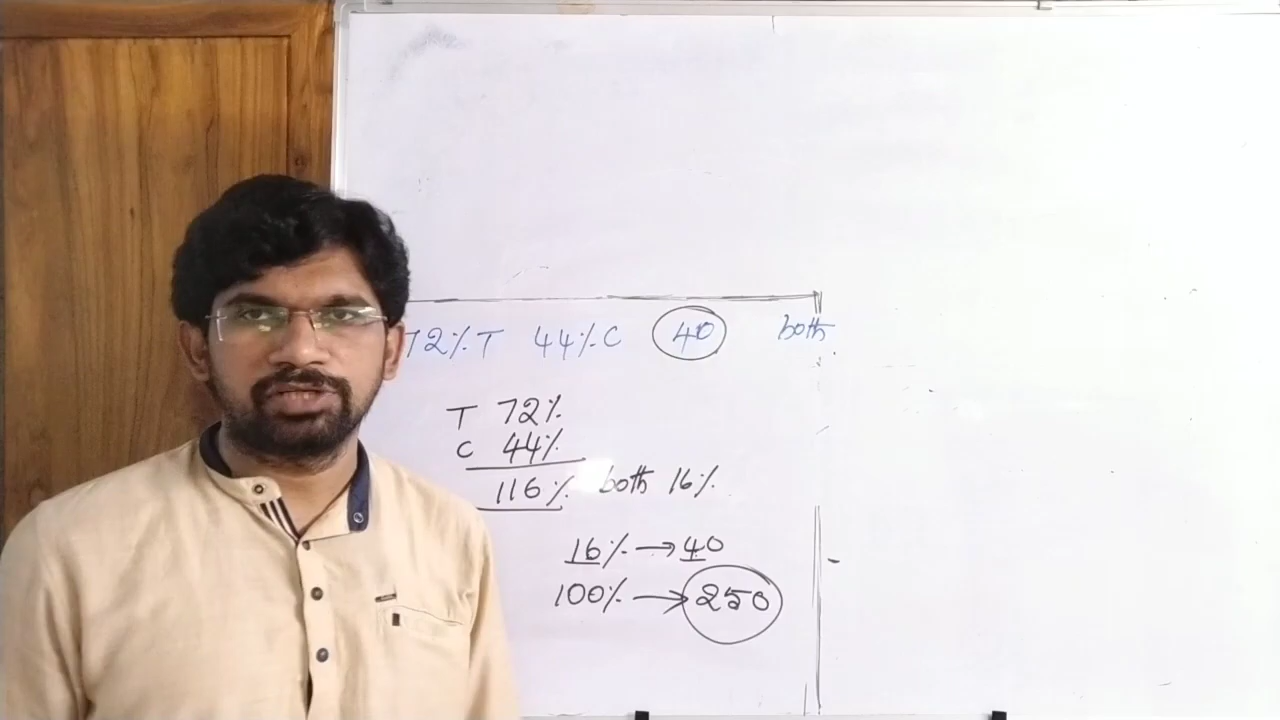 72% T 44% C 40 both
T 72%
C 44%
116% both 16%
16% → 40
100% → 250